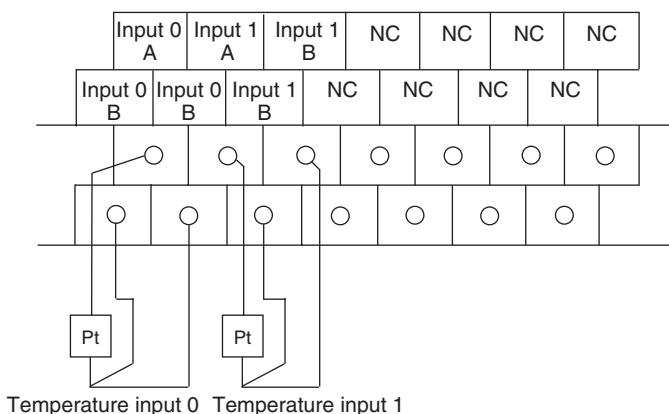 Input 0 Input 1 Input 1 NC NC NC NC
A A B
Input 0 Input 0 Input 1 NC NC NC NC
B B B
Pt Pt
Temperature input 0 Temperature input 1